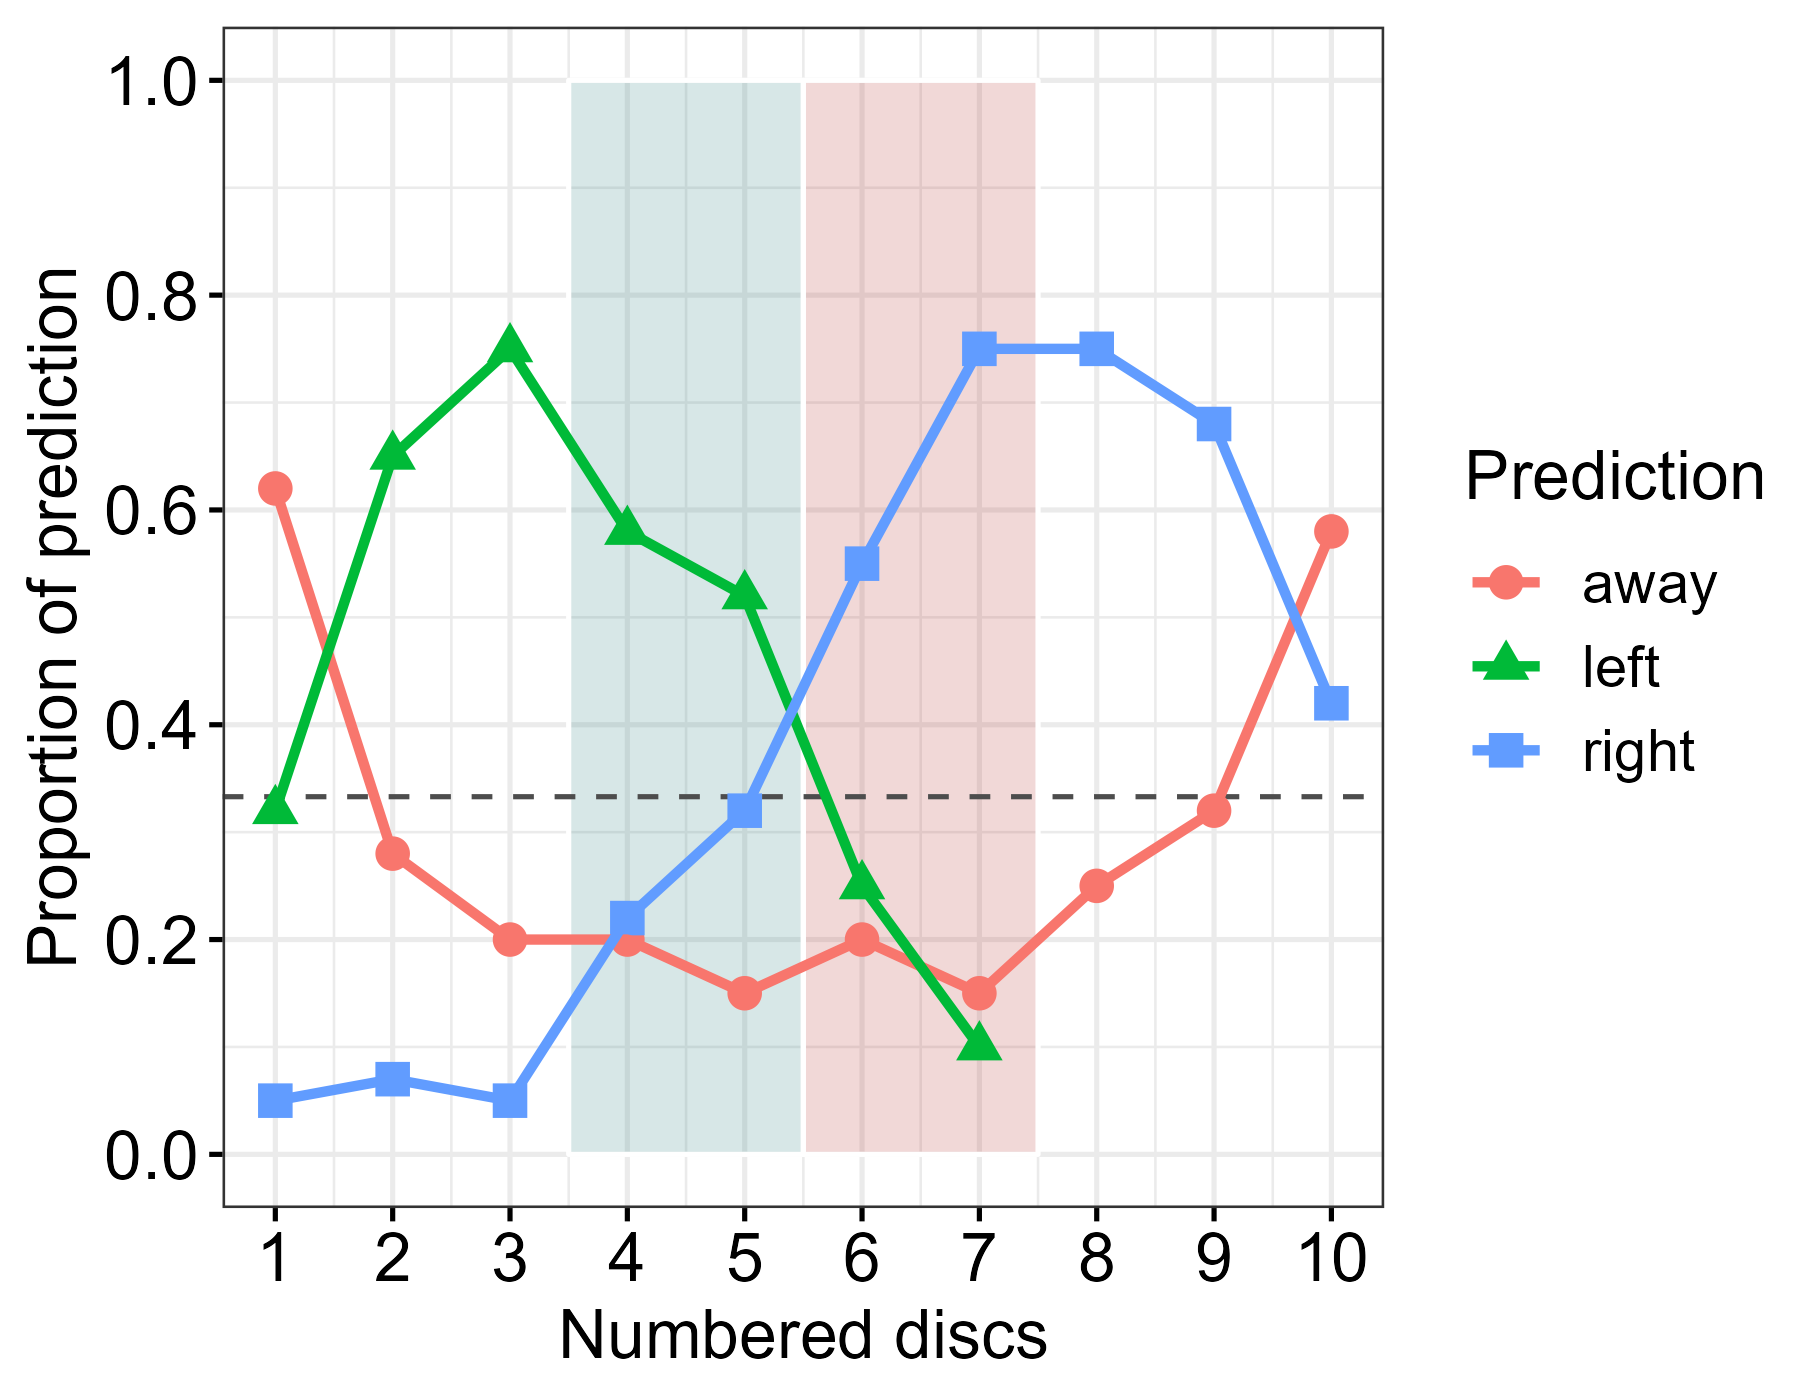 Proportion of prediction
1.0
0.8
0.6
0.4
0.2
0.0
1 2 3 4 5 6 7 8 9 10
Numbered discs
Prediction
away
left
right